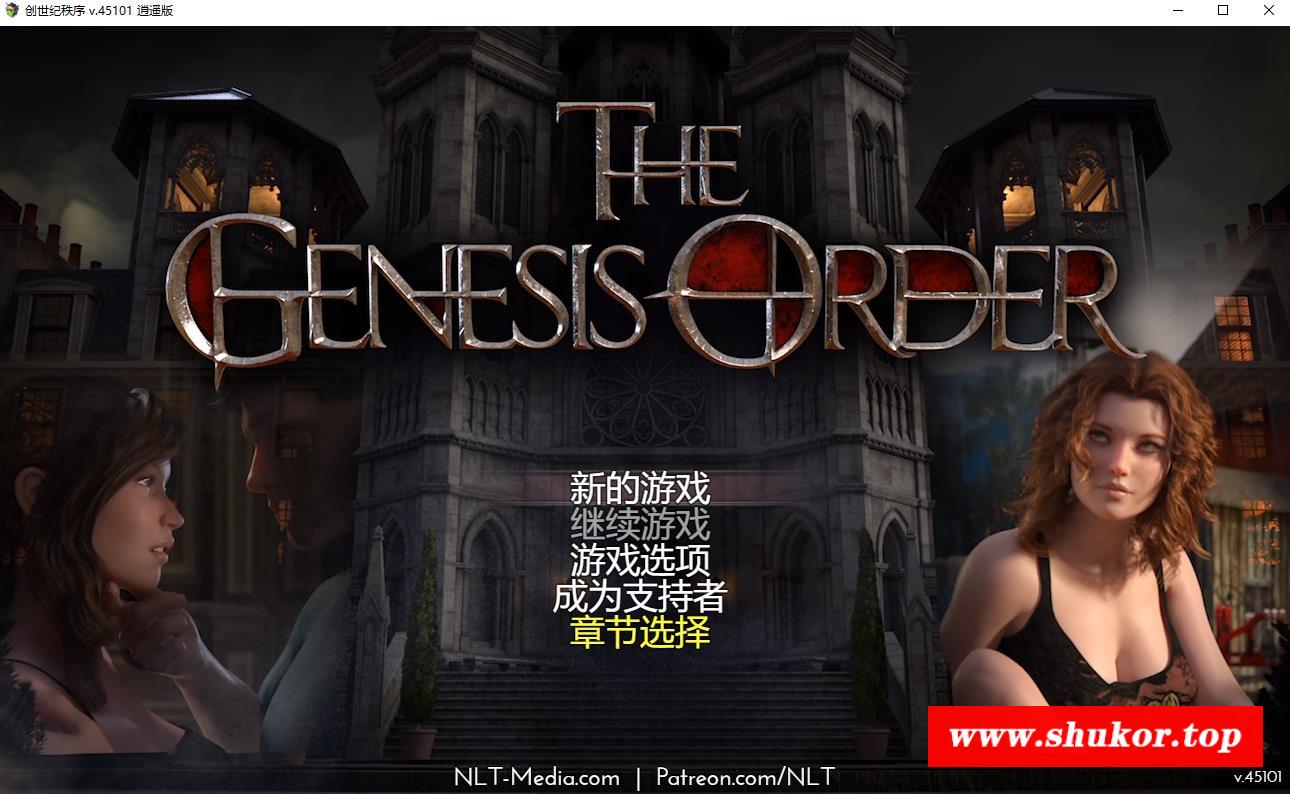 创世纪秩序 v.45101 逍遥版
THE
GENESIS ORDER
新的游戏
继续游戏
游戏选项
成为支持者
章节选择
www.shukor.top
NLT-Media.com | Patreon.com/NLT
v.45101